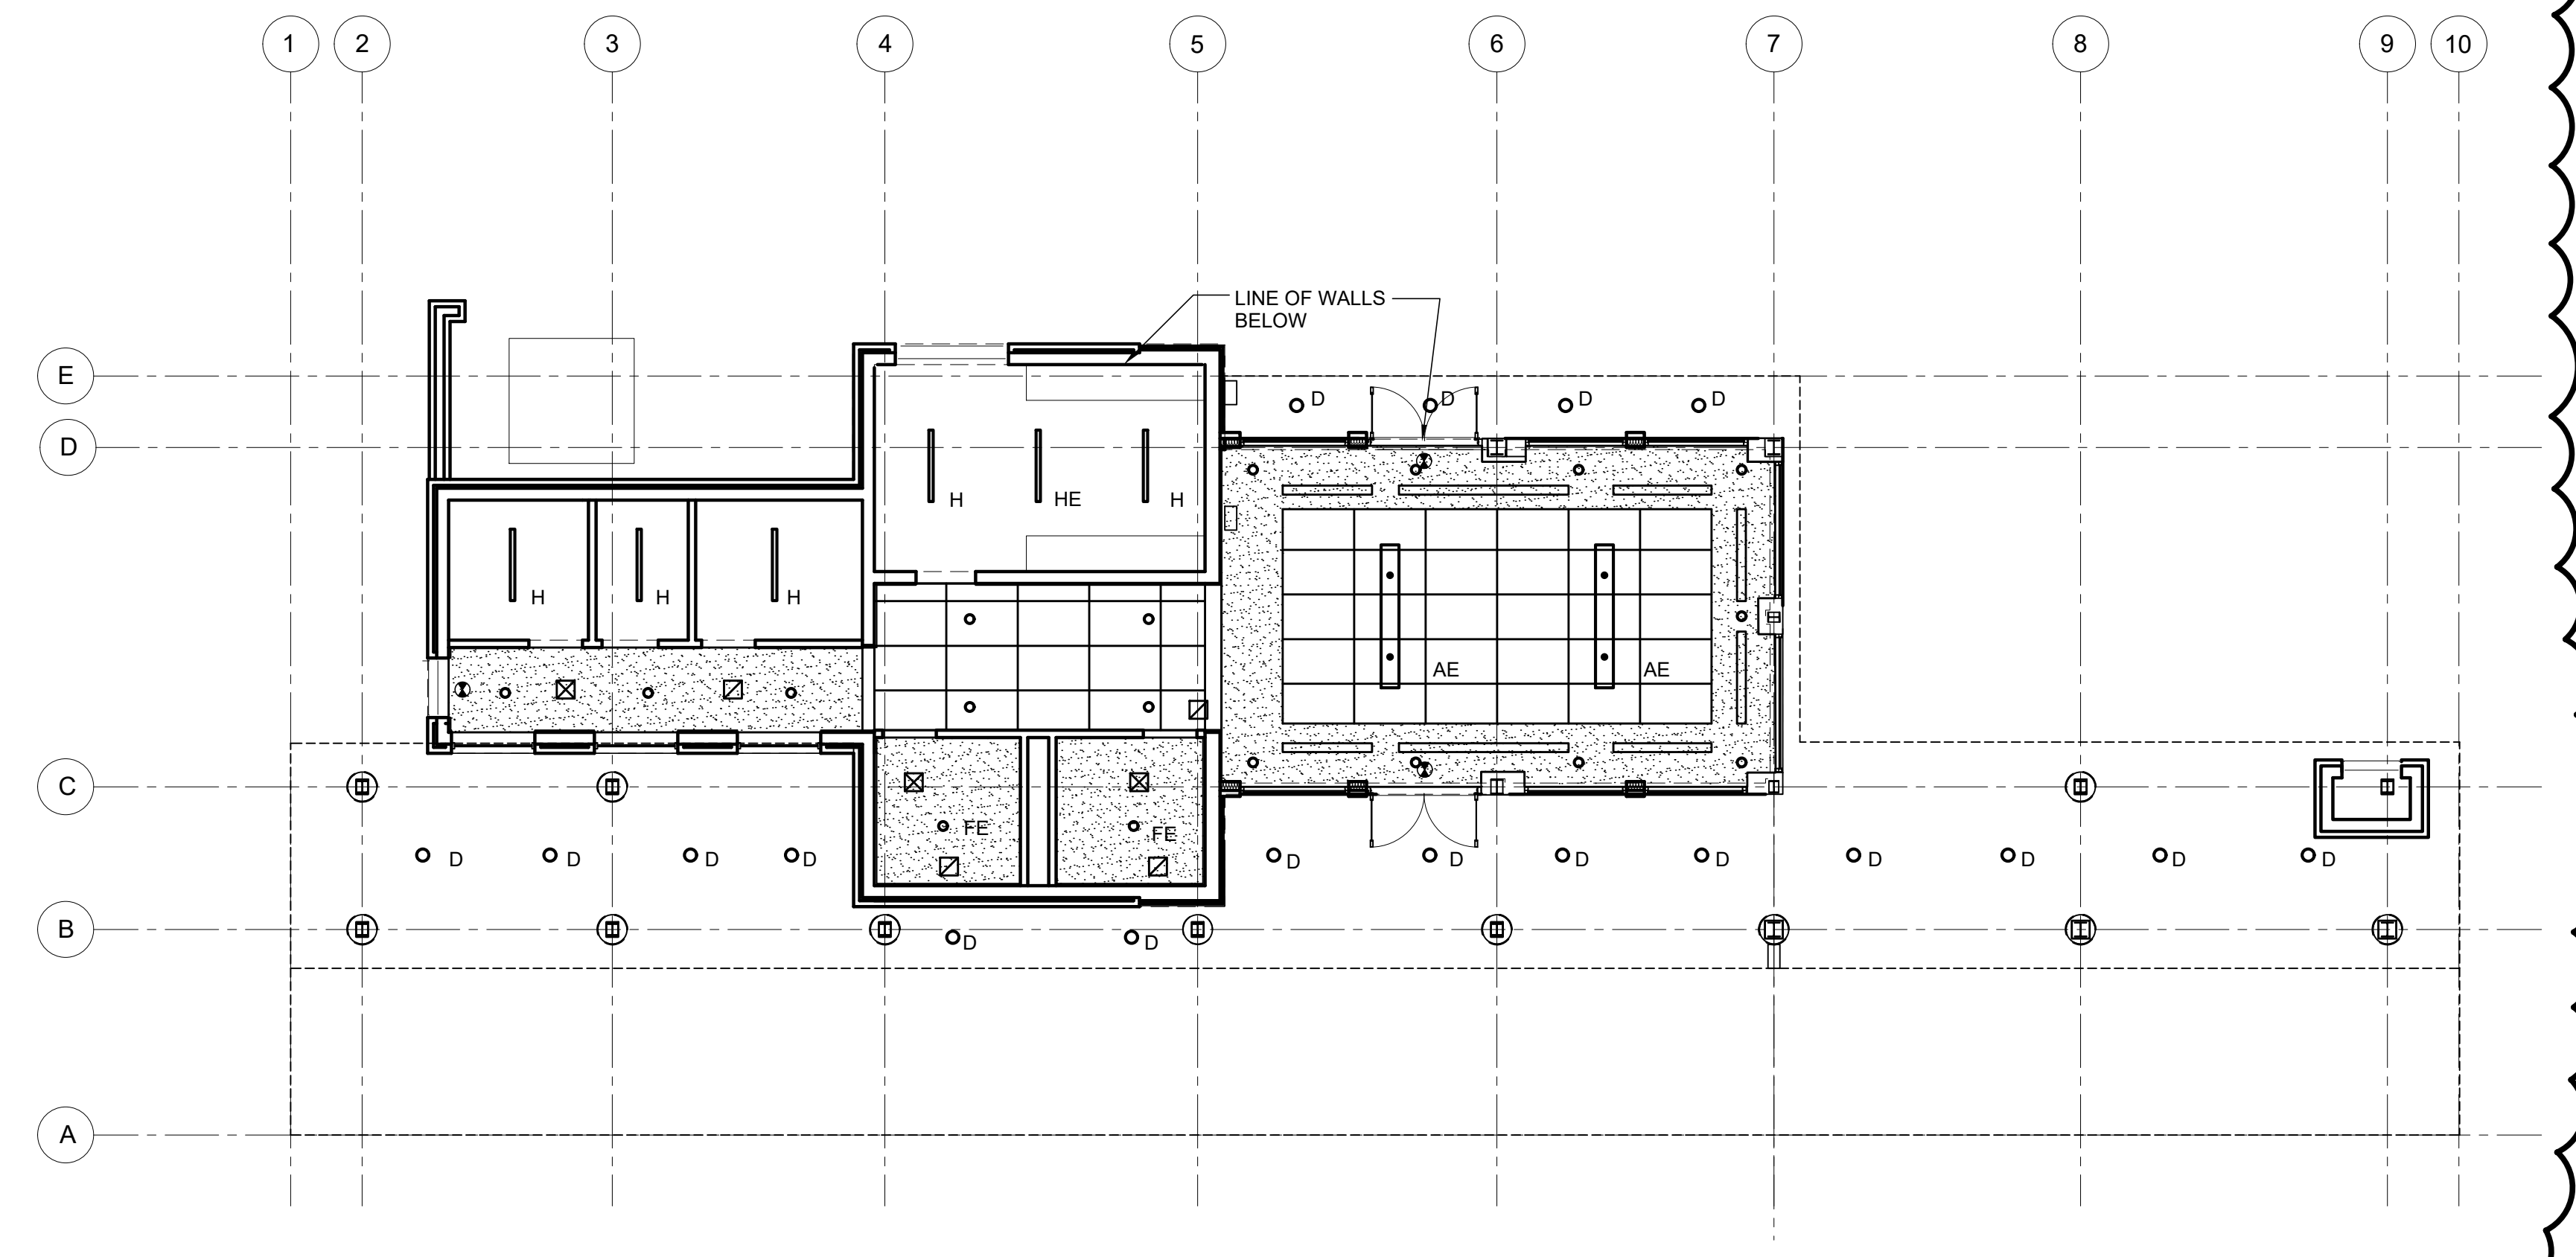 1 2 3 4 5 6 7 8 9 10
LINE OF WALLS
BELOW
E
D D D D
D
H HE H
H H H
AE AE
C
FE FE
D D D D D D D D D D D D
B
D D
A